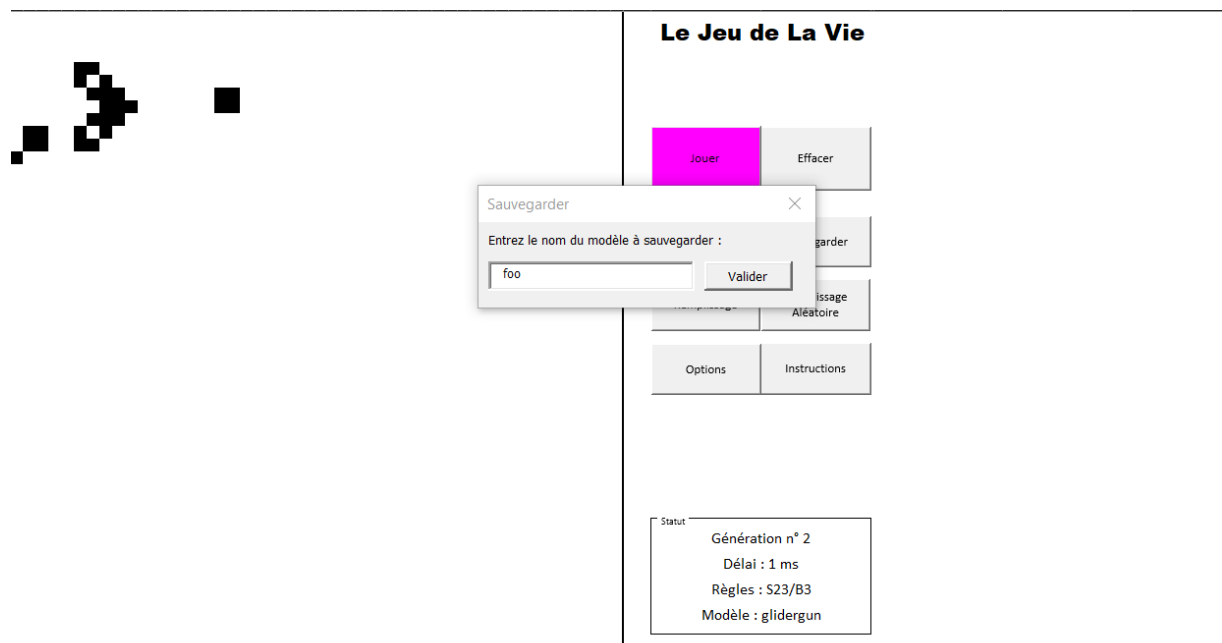 Le Jeu de La Vie
Jouer
Effacer
Sauvegarder
Entrez le nom du modèle à sauvegarder :
foo
Valider
Aléatoire
Options
Instructions
Statut
Génération n° 2
Délai : 1 ms
Règles : S23/B3
Modèle : glidergun